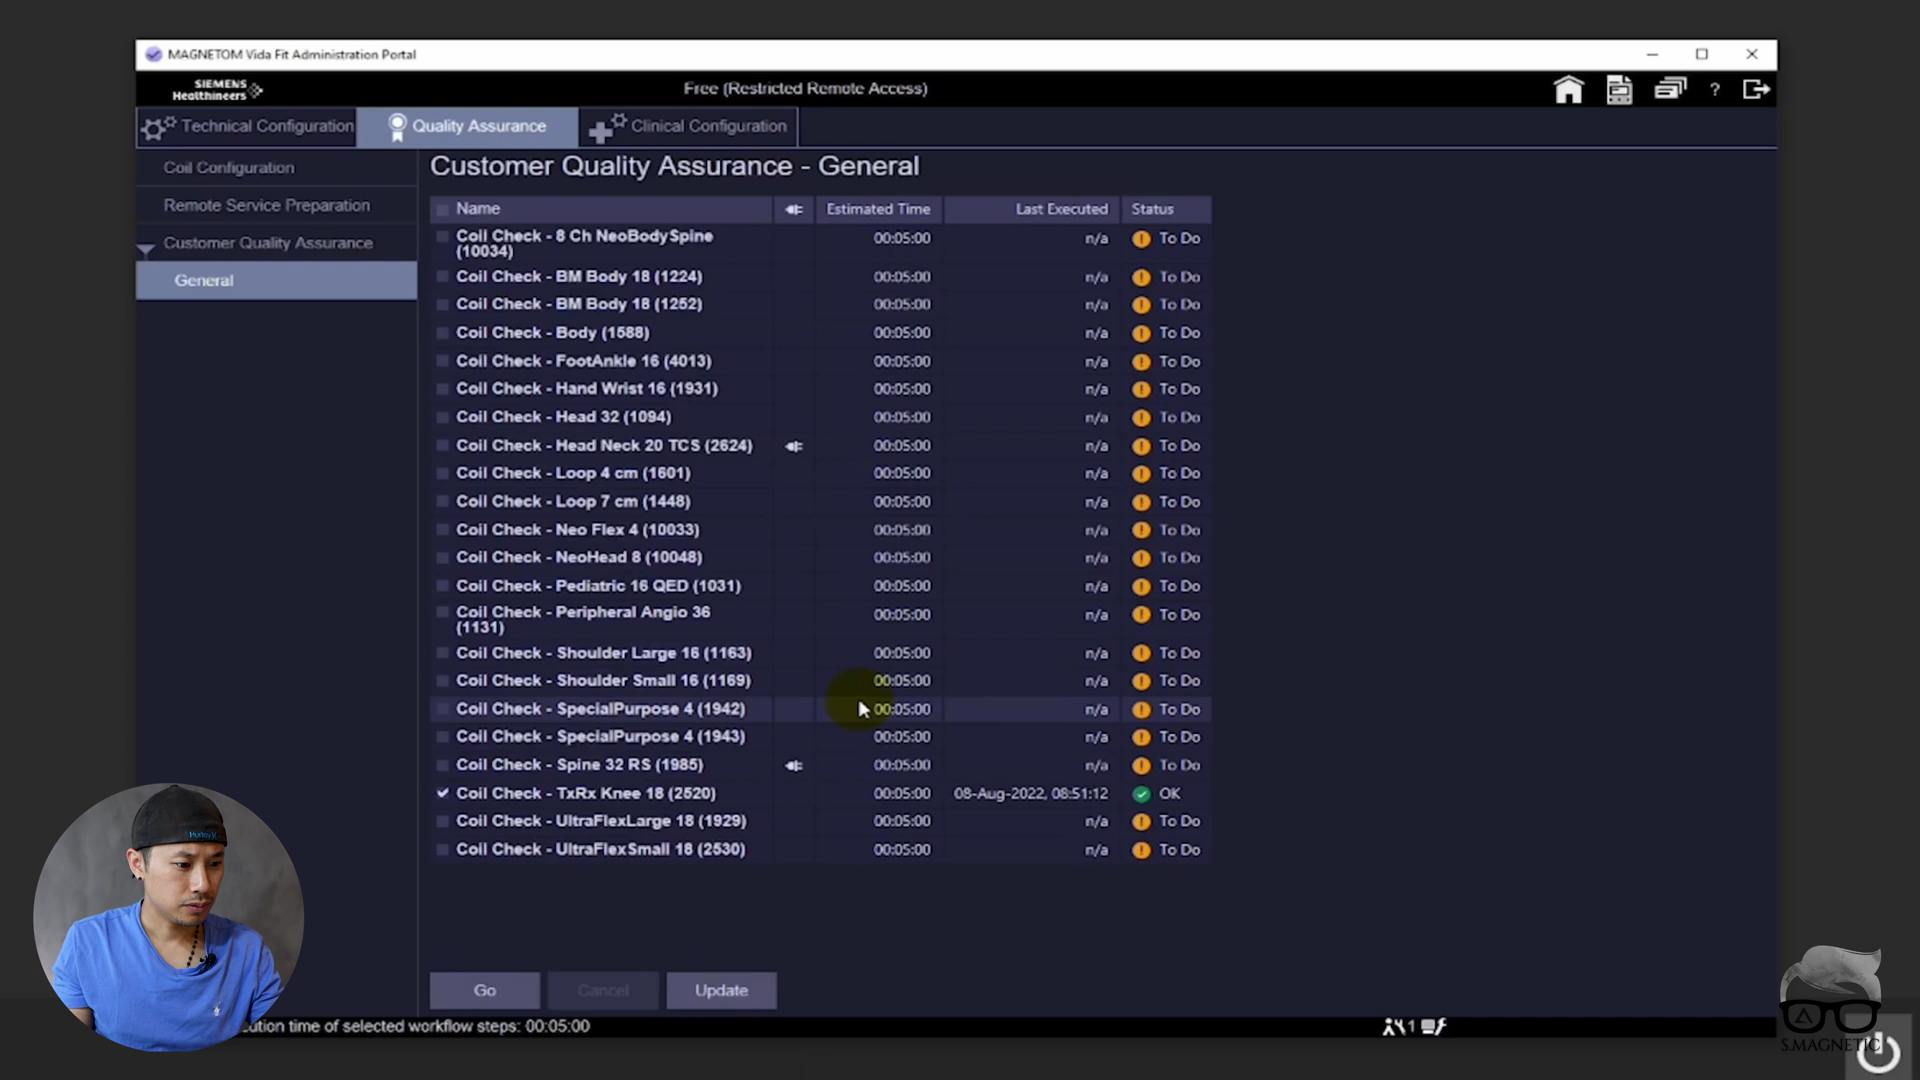 MAGNETOM Vida Fit Administration Portal
SIEMENS
Healthineers
Free (Restricted Remote Access)
?
Technical Configuration
Quality Assurance
Clinical Configuration
Coil Configuration
Remote Service Preparation
Customer Quality Assurance
General
Customer Quality Assurance - General
Name Estimated Time Last Executed Status
Coil Check - 8 Ch NeoBodySpine
(10034) 00:05:00 n/a To Do
Coil Check - BM Body 18 (1224) 00:05:00 n/a To Do
Coil Check - BM Body 18 (1252) 00:05:00 n/a To Do
Coil Check - Body (1588) 00:05:00 n/a To Do
Coil Check - FootAnkle 16 (4013) 00:05:00 n/a To Do
Coil Check - Hand Wrist 16 (1931) 00:05:00 n/a To Do
Coil Check - Head 32 (1094) 00:05:00 n/a To Do
Coil Check - Head Neck 20 TCS (2624) 00:05:00 n/a To Do
Coil Check - Loop 4 cm (1601) 00:05:00 n/a To Do
Coil Check - Loop 7 cm (1448) 00:05:00 n/a To Do
Coil Check - Neo Flex 4 (10033) 00:05:00 n/a To Do
Coil Check - NeoHead 8 (10048) 00:05:00 n/a To Do
Coil Check - Pediatric 16 QED (1031) 00:05:00 n/a To Do
Coil Check - Peripheral Angio 36
(1131) 00:05:00 n/a To Do
Coil Check - Shoulder Large 16 (1163) 00:05:00 n/a To Do
Coil Check - Shoulder Small 16 (1169) 00:05:00 n/a To Do
Coil Check - SpecialPurpose 4 (1942) 00:05:00 n/a To Do
Coil Check - SpecialPurpose 4 (1943) 00:05:00 n/a To Do
Coil Check - Spine 32 RS (1985) 00:05:00 n/a To Do
Coil Check - TxRx Knee 18 (2520) 00:05:00 08-Aug-2022, 08:51:12 OK
Coil Check - UltraFlexLarge 18 (1929) 00:05:00 n/a To Do
Coil Check - UltraFlexSmall 18 (2530) 00:05:00 n/a To Do
Go
Cancel
Update
ution time of selected workflow steps: 00:05:00
1
Hurley
S.MAGNETIC